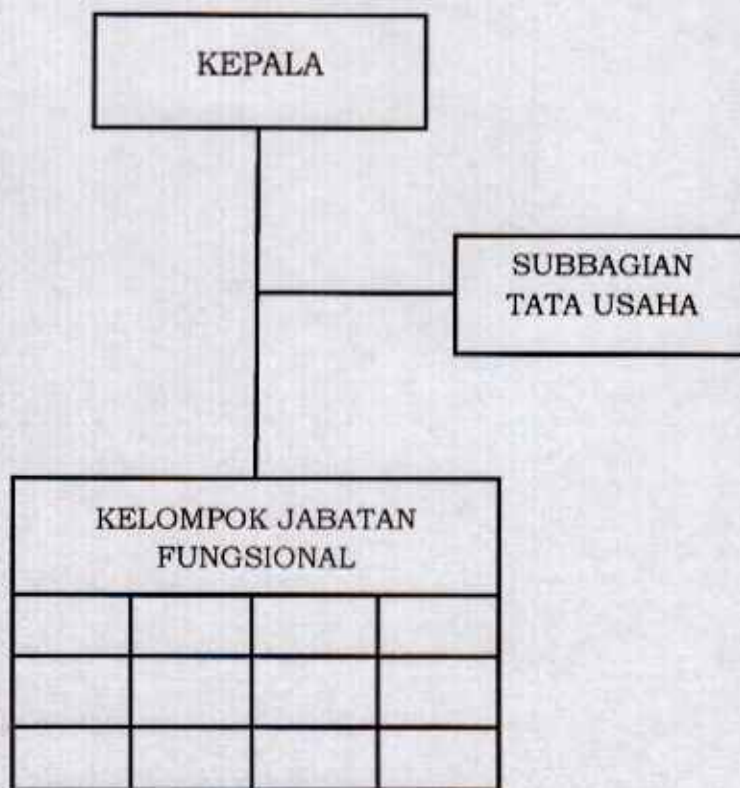 KEPALA
SUBBAGIAN
TATA USAHA
KELOMPOK JABATAN
FUNGSIONAL